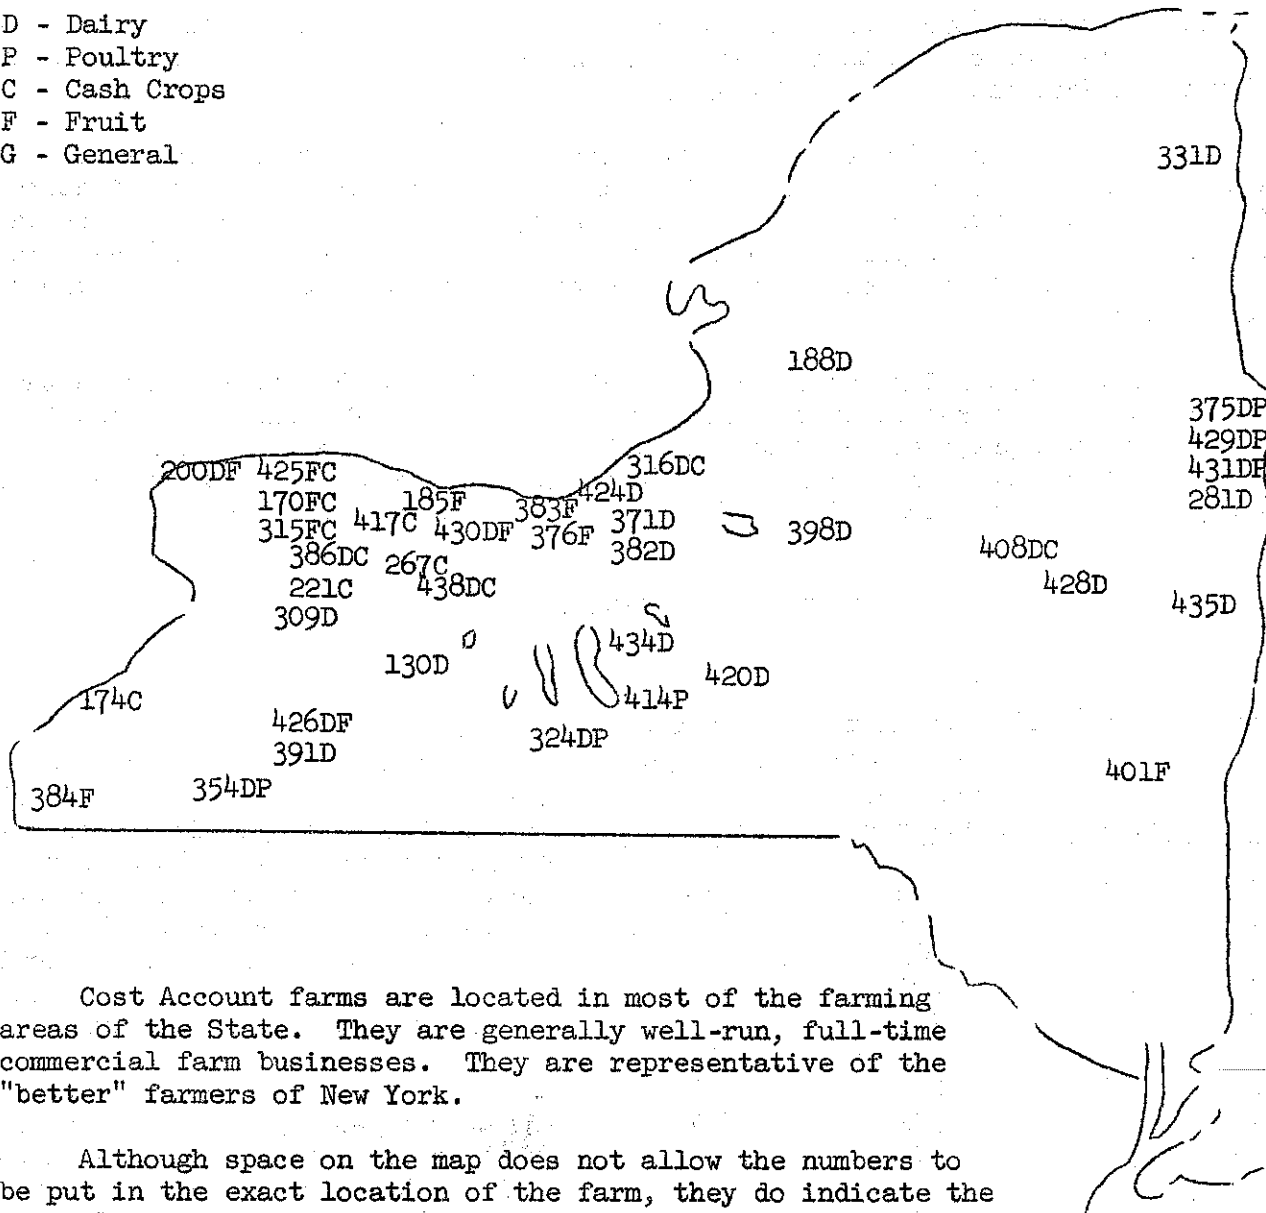 D - Dairy
P - Poultry
C - Cash Crops
F - Fruit
G - General
331D
188D
375DP
429DP
431DP
281D
200DF 425FC
316DC
424D
170FC
185F
383F
315FC
417C
430DF
376F
371D
398D
386DC
267C
382D
408DC
221C
438DC
428D
309D
435D
434D
130D
420D
174C
414P
426DF
324DP
391D
401F
384F
354DP
Cost Account farms are located in most of the farming
areas of the State. They are generally well-run, full-time
commercial farm businesses. They are representative of the
"better" farmers of New York.
Although space on the map does not allow the numbers to
be put in the exact location of the farm, they do indicate the